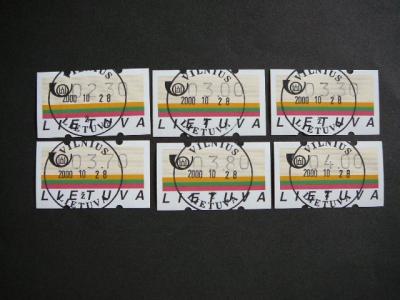 VILNIUS
02.30
2000 10 28
LIETUVA
ž
LIETUVA
VILNIUS
03.00
2000 10 28
LIETUVA
ž
LIETUVA
VILNIUS
03.30
2000 10 28
LIETUVA
ž
LIETUVA
VILNIUS
03.70
2000 10 28
LIETUVA
ž
LIETUVA
VILNIUS
03.80
2000 10 28
LIETUVA
ž
LIETUVA
VILNIUS
04.00
2000 10 28
LIETUVA
ž
LIETUVA